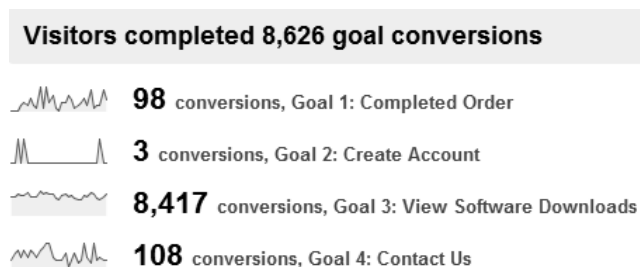 Visitors completed 8,626 goal conversions
98 conversions, Goal 1: Completed Order
3 conversions, Goal 2: Create Account
8,417 conversions, Goal 3: View Software Downloads
108 conversions, Goal 4: Contact Us